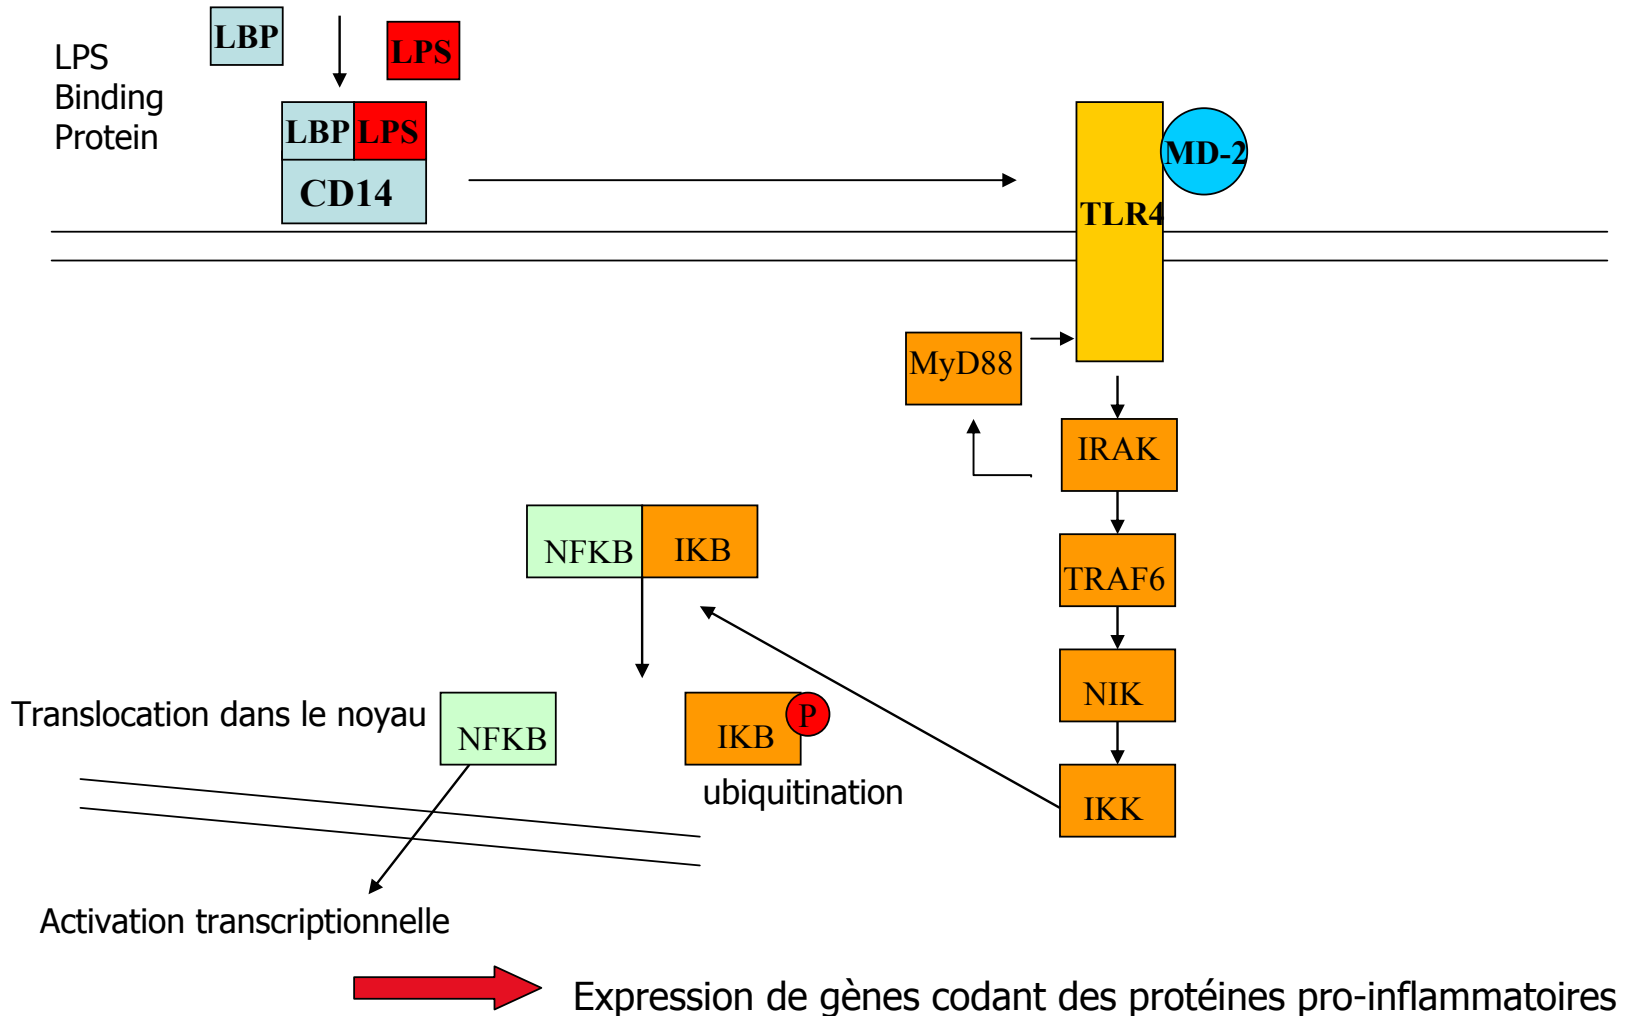 LBP
LPS
LPS
Binding
Protein
LBP
LPS
CD14
MD-2
TLR4
MyD88
IRAK
NFKB
IKB
TRAF6
NIK
Translocation dans le noyau
NFKB
IKB
P
ubiquitination
IKK
Activation transcriptionnelle
Expression de gènes codant des protéines pro-inflammatoires